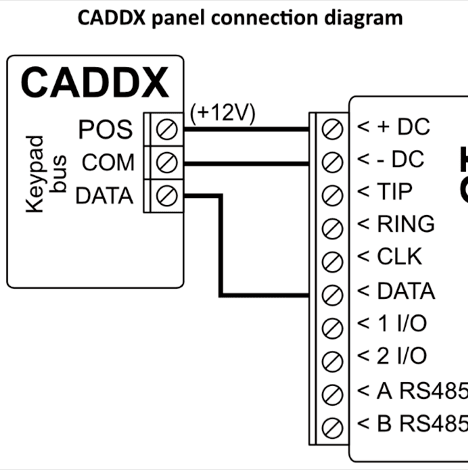 CADDX panel connection diagram
CADDX
Keypad
bus
POS
COM
DATA
(+12V)
< + DC
< - DC
< TIP
< RING
< CLK
< DATA
< 1 I/O
< 2 I/O
< A RS485
< B RS485